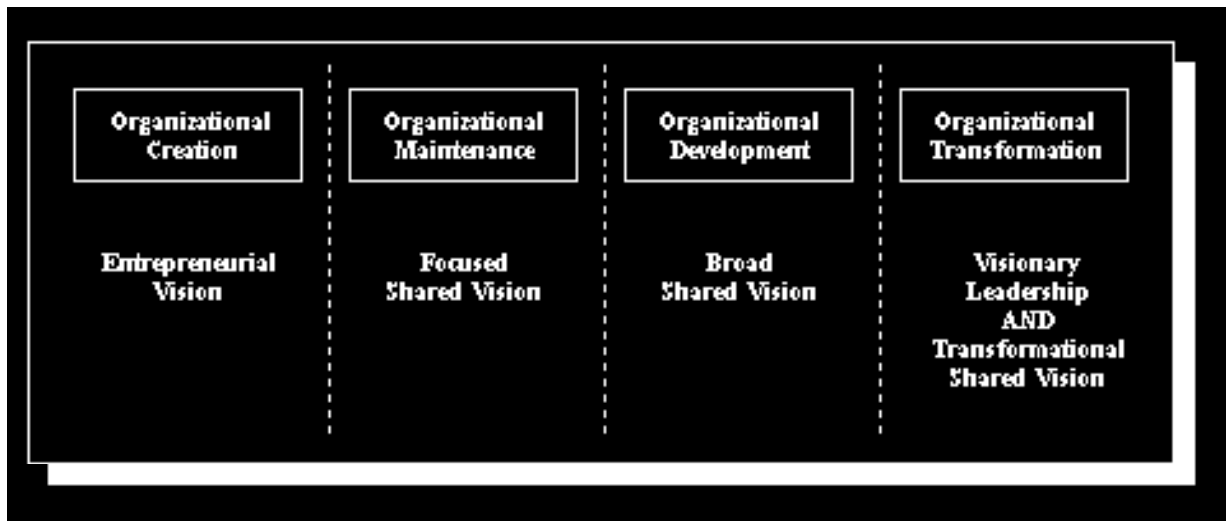 Organizational
Creation
Entrepreneurial
Vision
Organizational
Maintenance
Focused
Shared Vision
Organizational
Development
Broad
Shared Vision
Organizational
Transformation
Visionary
Leadership
AND
Transformational
Shared Vision